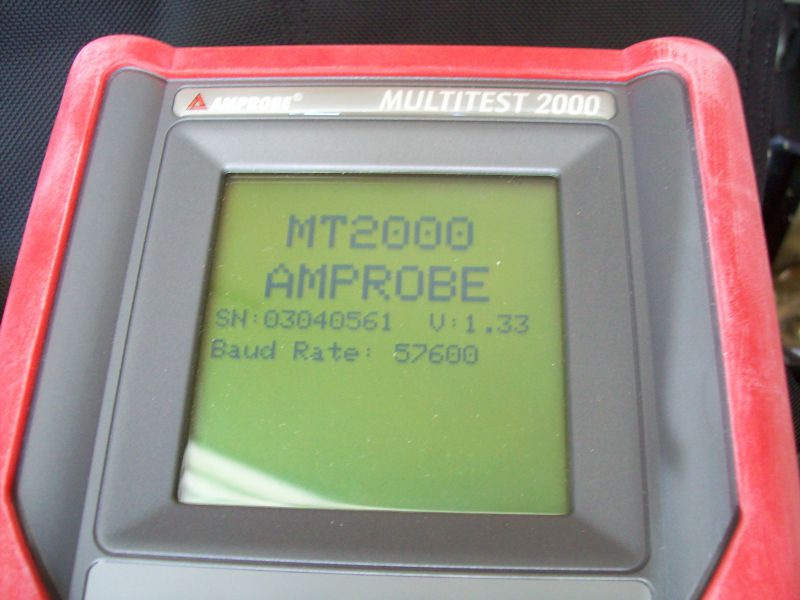 AMPROBE® MULTITEST 2000
MT2000
AMPROBE
SN:03040561 V:1.33
Baud Rate: 57600